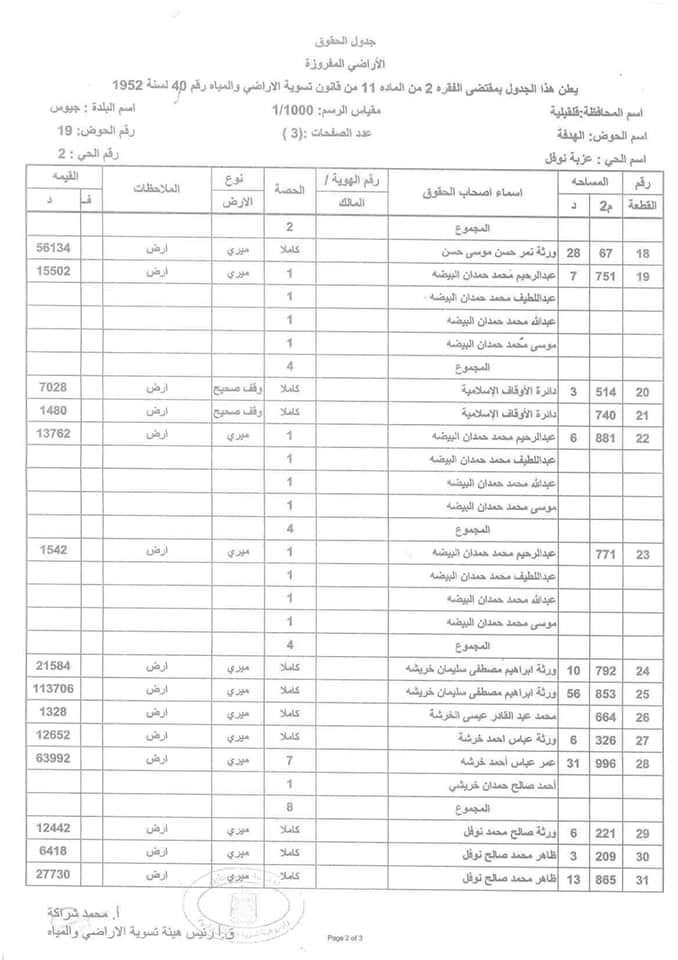 جدول الحقوق
الأراضي المفروزة
يعلن هذا الجدول بمقتضى الفقره 2 من الماده 11 من قانون تسوية الاراضي والمياه رقم 40 لسنة 1952
اسم المحافظة:قلقيلية مقياس الرسم: 1/1000 اسم البلدة : جيوس
اسم الحوض: الهدفة عدد الصفحات :(3 ) رقم الحوض: 19
اسم الحي : عزبة نوفل رقم الحي : 2
رقم القطعة المساحه م2 د اسماء اصحاب الحقوق رقم الهوية / المالك الحصة نوع الارض الملاحظات القيمه ف د
المجموع 2
18 67 28 ورثة نمر حسن موسى حسن كاملا ميري ارض 56134
19 751 7 عبدالرحيم محمد حمدان البيضه 1 ميري ارض 15502
عبداللطيف محمد حمدان البيضه 1
عبدالله محمد حمدان البيضه 1
موسى محمد حمدان البيضه 1
المجموع 4
20 514 3 دائرة الأوقاف الإسلامية كاملا وقف صحيح ارض 7028
21 740 دائرة الأوقاف الإسلامية كاملا وقف صحيح ارض 1480
22 881 6 عبدالرحيم محمد حمدان البيضه 1 ميري ارض 13762
عبداللطيف محمد حمدان البيضه 1
عبدالله محمد حمدان البيضه 1
موسى محمد حمدان البيضه 1
المجموع 4
23 771 عبدالرحيم محمد حمدان البيضه 1 ميري ارض 1542
عبداللطيف محمد حمدان البيضه 1
عبدالله محمد حمدان البيضه 1
موسى محمد حمدان البيضه 1
المجموع 4
24 792 10 ورثة ابراهيم مصطفى سليمان خريشه كاملا ميري ارض 21584
25 853 56 ورثة ابراهيم مصطفى سليمان خريشه كاملا ميري ارض 113706
26 664 محمد عبد القادر عيسى الخرشة كاملا ميري ارض 1328
27 326 6 ورثة عباس احمد خرشة كاملا ميري ارض 12652
28 996 31 عمر عباس أحمد خرشه 7 ميري ارض 63992
أحمد صالح حمدان خريشي 1
المجموع 8
29 221 6 ورثة صالح محمد نوفل كاملا ميري ارض 12442
30 209 3 ظاهر محمد صالح نوفل كاملا ميري ارض 6418
31 865 13 ظاهر محمد صالح نوفل كاملا ميري ارض 27730
أ. محمد شراكة
ق.أ رئيس هيئة تسوية الاراضي والمياه
Page 2 of 3